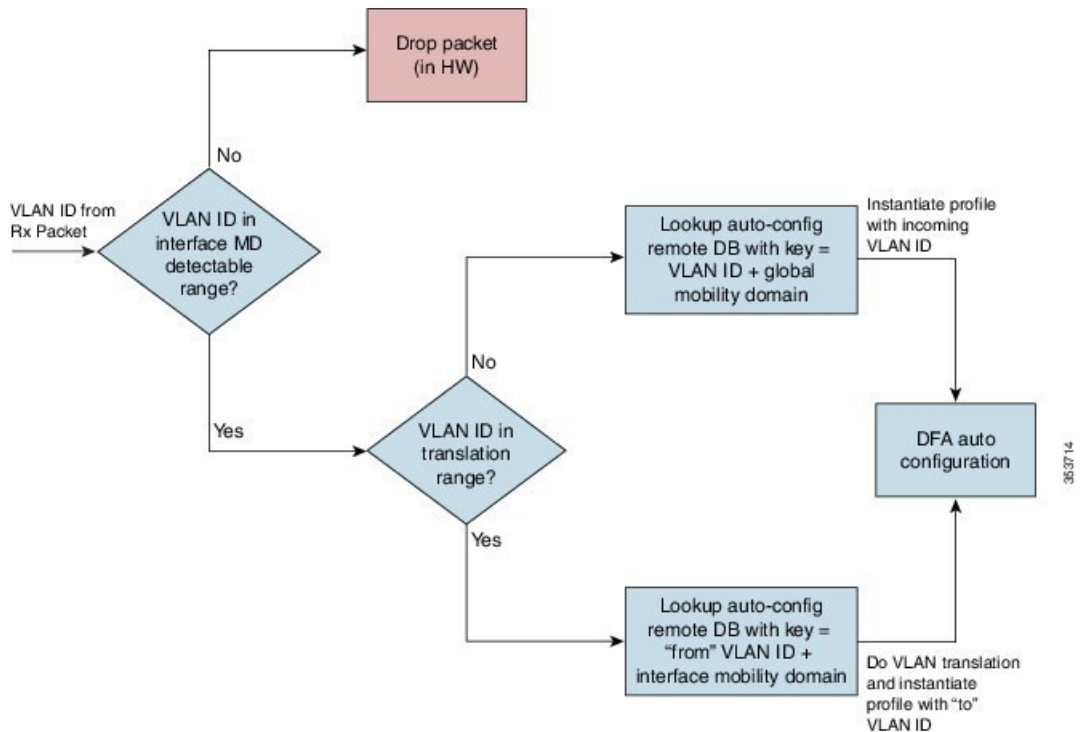 Drop packet
(in HW)
No
VLAN ID from
Rx Packet
VLAN ID in
interface MD
detectable
range?
Yes
No
VLAN ID in
translation
range?
Yes
Lookup auto-config
remote DB with key =
VLAN ID + global
mobility domain
Instantiate profile
with incoming
VLAN ID
DFA auto
configuration
Lookup auto-config
remote DB with key =
“from” VLAN ID +
interface mobility domain
Do VLAN translation
and instantiate
profile with “to”
VLAN ID
353714